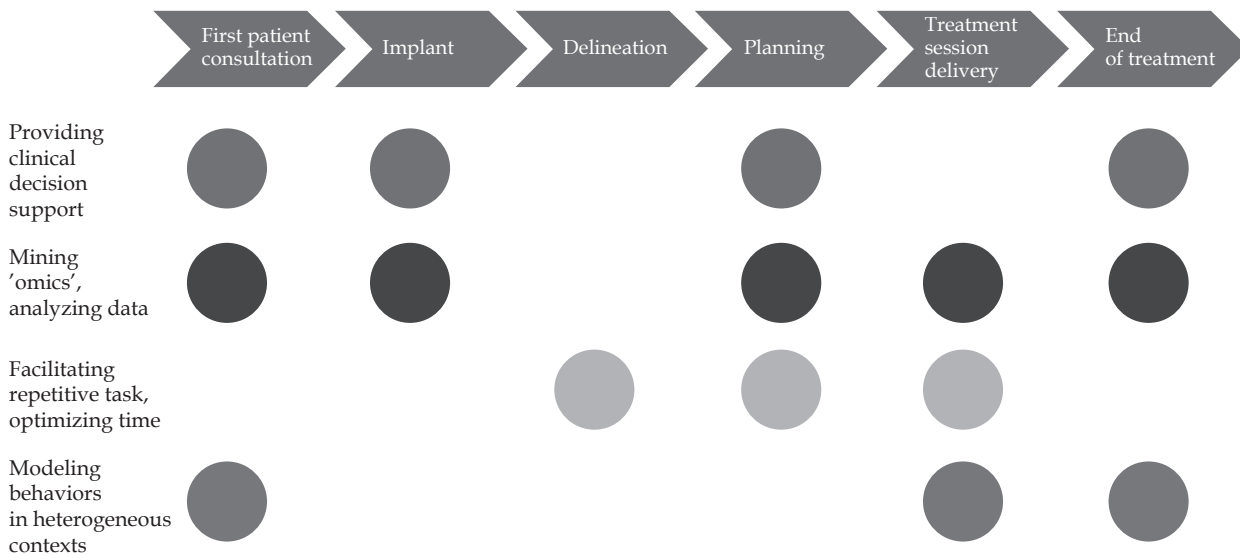 First patient
consultation
Implant
Delineation
Planning
Treatment
session
delivery
End
of treatment
Providing
clinical
decision
support
Mining
’omics’,
analyzing data
Facilitating
repetitive task,
optimizing time
Modeling
behaviors
in heterogeneous
contexts